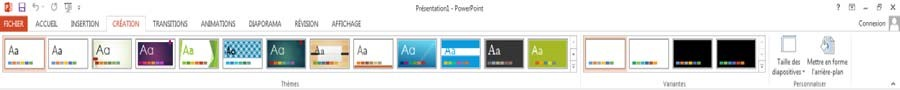 Présentation1 - PowerPoint
FICHIER ACCUEIL INSERTION CRÉATION TRANSITIONS ANIMATIONS DIAPORAMA RÉVISION AFFICHAGE Connexion
Aa Aa Aa Aa Aa Aa Aa Aa Aa Aa Aa Aa Aa
Taille des diapositives Mettre en forme l'arrière-plan
Thèmes Variantes Personnaliser